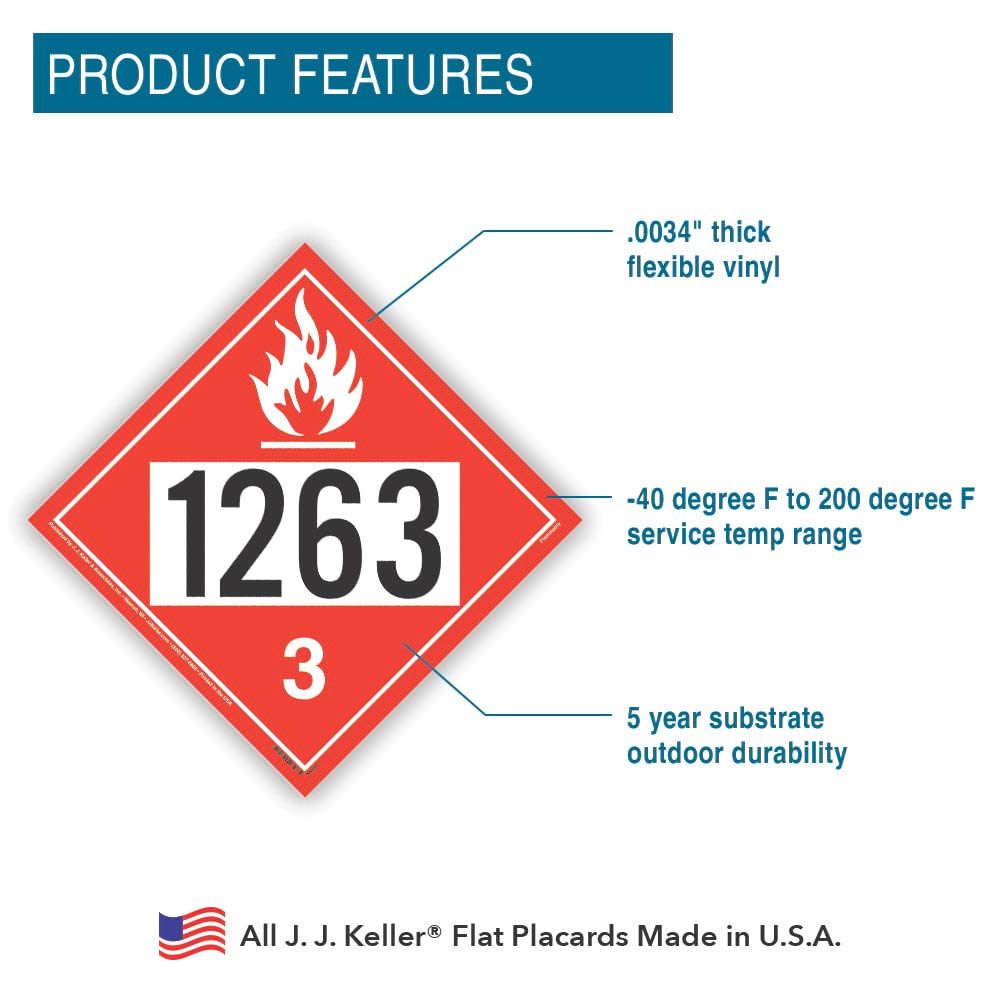 PRODUCT FEATURES
.0034" thick
flexible vinyl
1263
-40 degree F to 200 degree F
service temp range
Flammable
3
5 year substrate
outdoor durability
All J. J. Keller® Flat Placards Made in U.S.A.